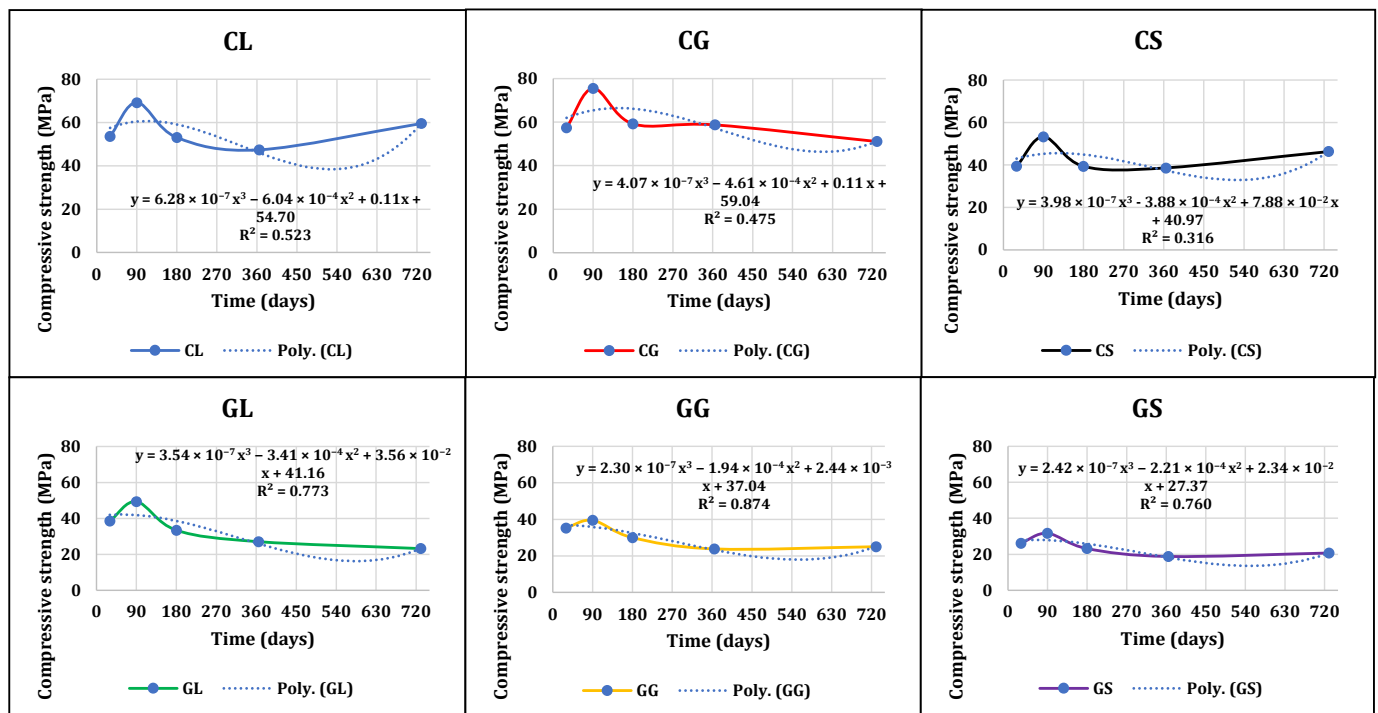 CL
Compressive strength (MPa)
80
60
40
20
0
y = 6.28 × 10⁻⁷ x³ – 6.04 × 10⁻⁴ x² + 0.11x +
54.70
R² = 0.523
0 90 180 270 360 450 540 630 720
Time (days)
CL Poly. (CL)
CG
Compressive strength (MPa)
80
60
40
20
0
y = 4.07 × 10⁻⁷ x³ – 4.61 × 10⁻⁴ x² + 0.11 x +
59.04
R² = 0.475
0 90 180 270 360 450 540 630 720
Time (days)
CG Poly. (CG)
CS
Compressive strength (MPa)
80
60
40
20
0
y = 3.98 × 10⁻⁷ x³ - 3.88 × 10⁻⁴ x² + 7.88 × 10⁻² x
+ 40.97
R² = 0.316
0 90 180 270 360 450 540 630 720
Time (days)
CS Poly. (CS)
GL
Compressive strength (MPa)
80
60
40
20
0
y = 3.54 × 10⁻⁷ x³ – 3.41 × 10⁻⁴ x² + 3.56 × 10⁻²
x + 41.16
R² = 0.773
0 90 180 270 360 450 540 630 720
Time (days)
GL Poly. (GL)
GG
Compressive strength (MPa)
80
60
40
20
0
y = 2.30 × 10⁻⁷ x³ – 1.94 × 10⁻⁴ x² + 2.44 × 10⁻³
x + 37.04
R² = 0.874
0 90 180 270 360 450 540 630 720
Time (days)
GG Poly. (GG)
GS
Compressive strength (MPa)
80
60
40
20
0
y = 2.42 × 10⁻⁷ x³ – 2.21 × 10⁻⁴ x² + 2.34 × 10⁻²
x + 27.37
R² = 0.760
0 90 180 270 360 450 540 630 720
Time (days)
GS Poly. (GS)